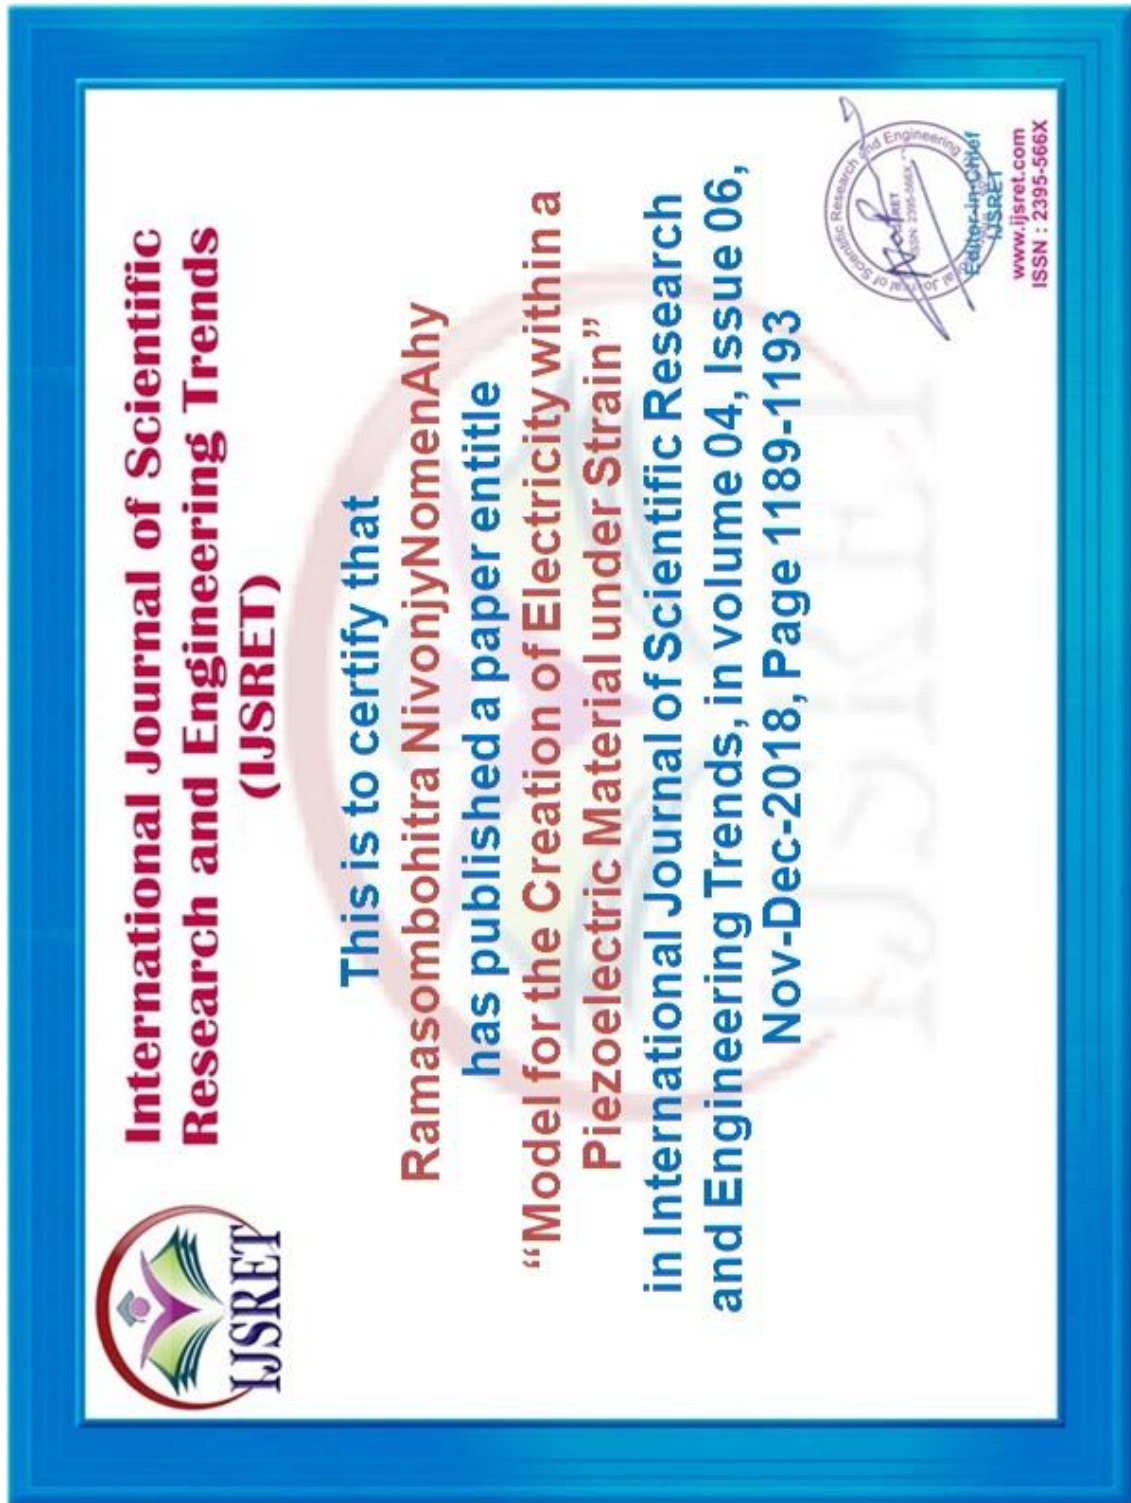 IJSRET
International Journal of Scientific
Research and Engineering Trends
(IJSRET)
This is to certify that
Ramasombohitra NivonjyNomenAhy
has published a paper entitle
“Model for the Creation of Electricity within a
Piezoelectric Material under Strain”
in International Journal of Scientific Research
and Engineering Trends, in volume 04, Issue 06,
Nov-Dec-2018, Page 1189-1193
IJSRET
Editor-in-Chief
IJSRET
www.ijsret.com
ISSN : 2395-566X